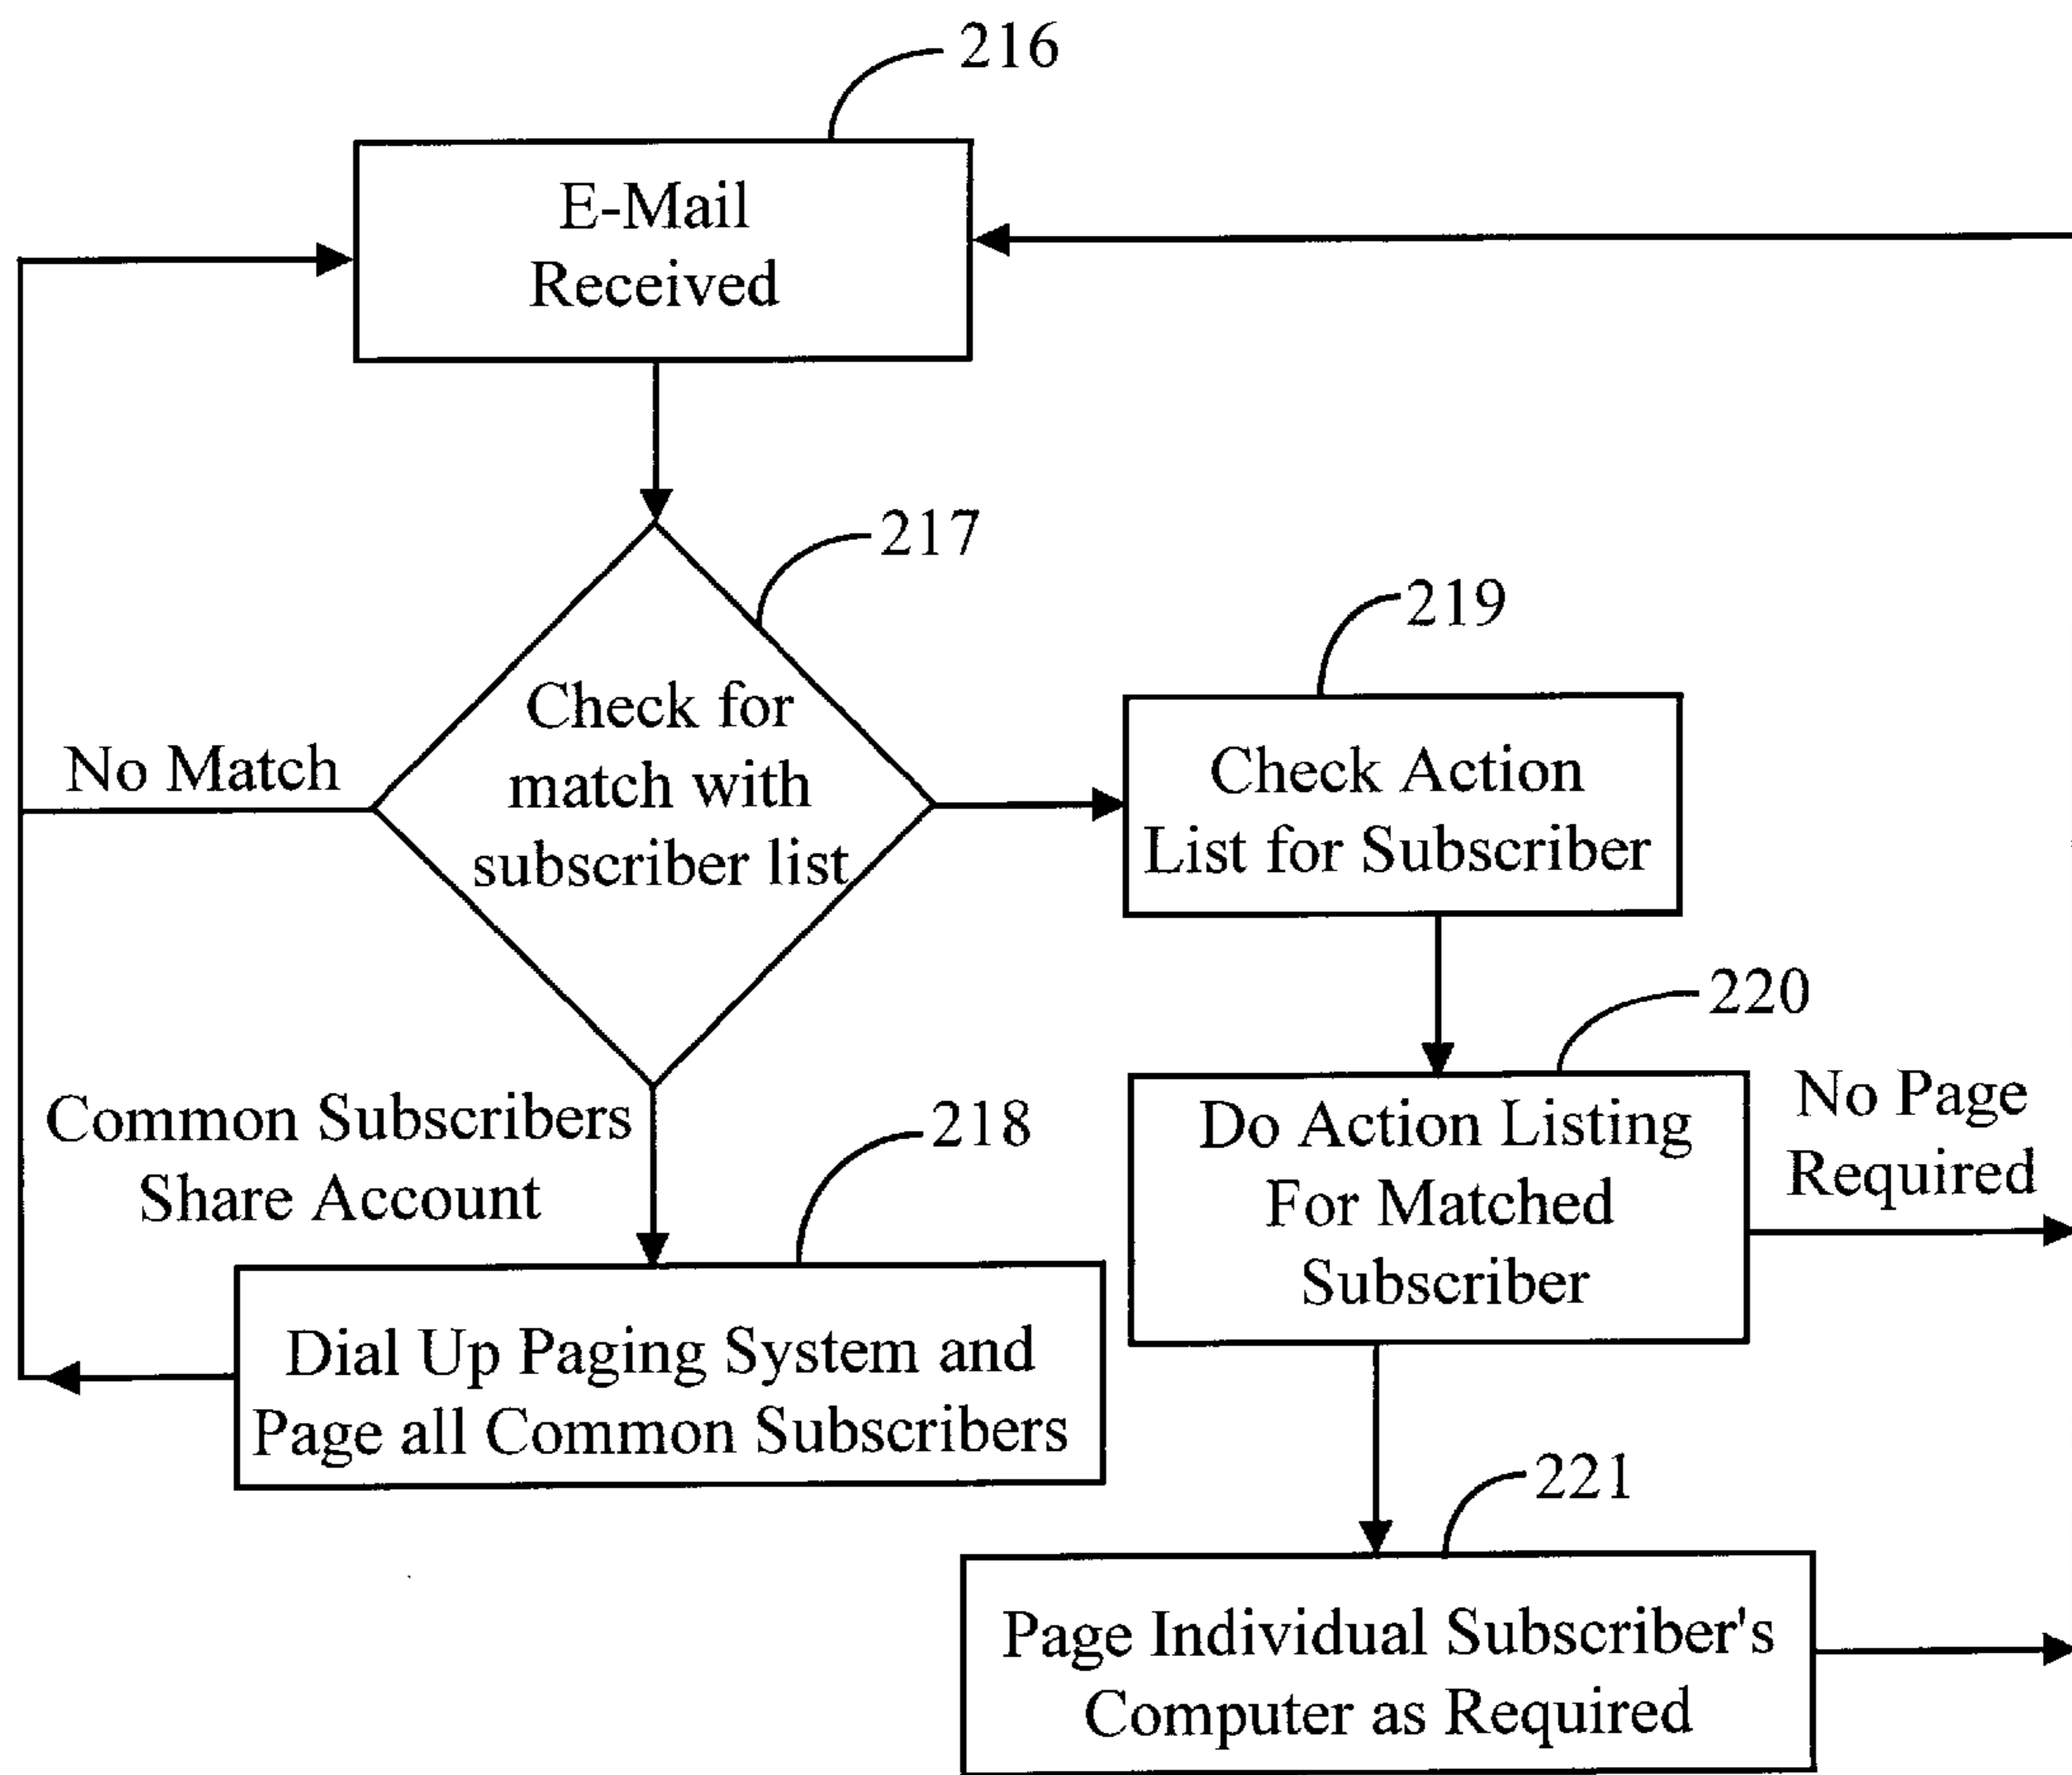 216
E-Mail
Received
217
Check for
match with
subscriber list
No Match
219
Check Action
List for Subscriber
220
Do Action Listing
For Matched
Subscriber
No Page
Required
Common Subscribers
Share Account
218
Dial Up Paging System and
Page all Common Subscribers
221
Page Individual Subscriber's
Computer as Required